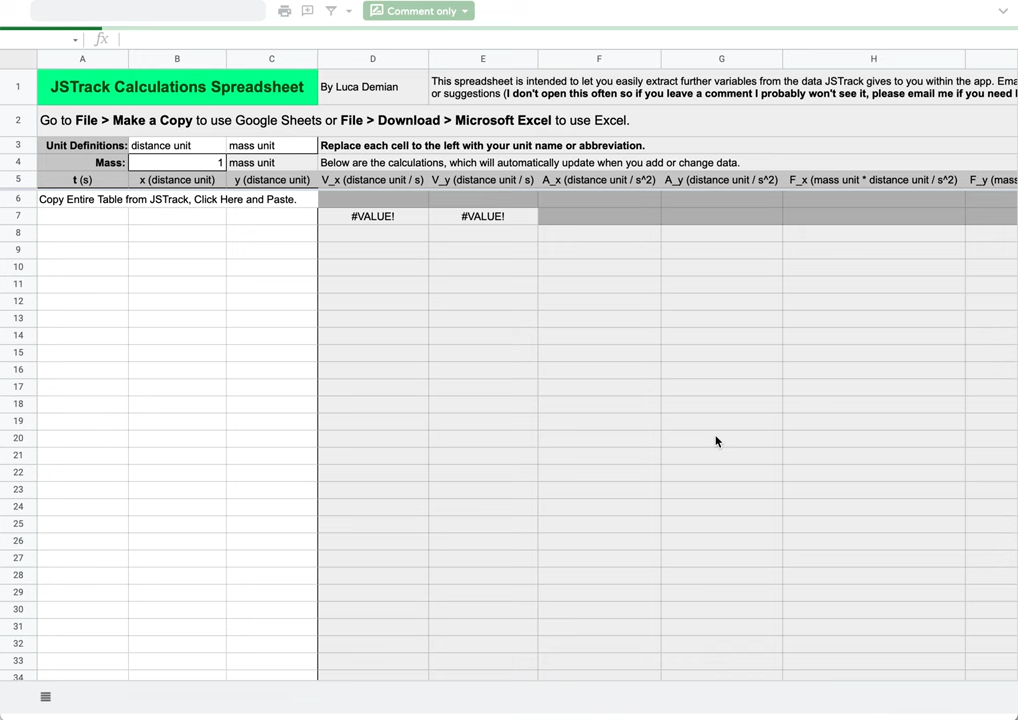 Comment only
fx
A B C D E F G H
1 JSTrack Calculations Spreadsheet By Luca Demian This spreadsheet is intended to let you easily extract further variables from the data JSTrack gives to you within the app. Ema
or suggestions (I don't open this often so if you leave a comment I probably won't see it, please email me if you need
2 Go to File > Make a Copy to use Google Sheets or File > Download > Microsoft Excel to use Excel.
3 Unit Definitions: distance unit mass unit Replace each cell to the left with your unit name or abbreviation.
4 Mass: 1 mass unit Below are the calculations, which will automatically update when you add or change data.
5 t (s) x (distance unit) y (distance unit) V_x (distance unit / s) V_y (distance unit / s) A_x (distance unit / s^2) A_y (distance unit / s^2) F_x (mass unit * distance unit / s^2) F_y (mass
6 Copy Entire Table from JSTrack, Click Here and Paste.
7 #VALUE! #VALUE!
8
9
10
11
12
13
14
15
16
17
18
19
20
21
22
23
24
25
26
27
28
29
30
31
32
33
34